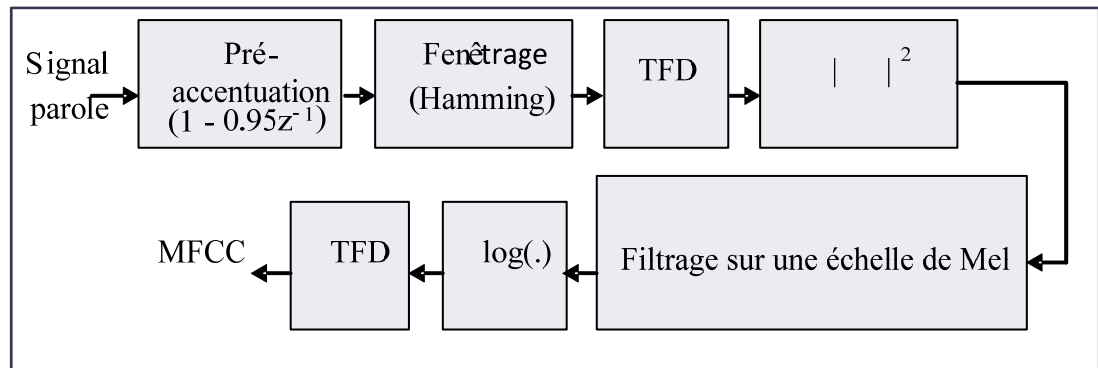 Signal
parole
Pré-
accentuation
(1 - 0.95z⁻¹)
Fenêtrage
(Hamming)
TFD
| |²
Filtrage sur une échelle de Mel
log(.)
TFD
MFCC